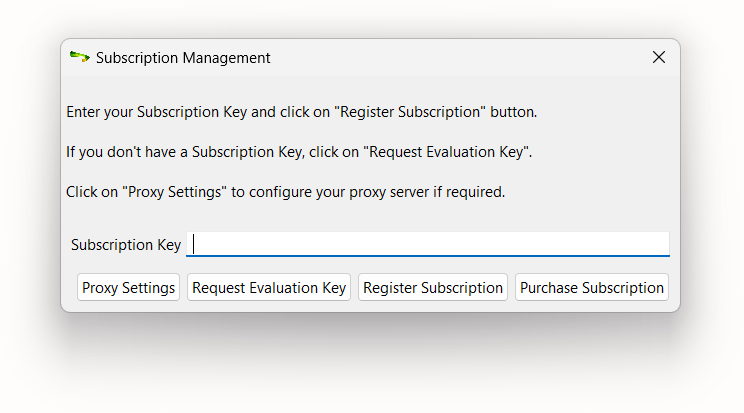 Subscription Management
Enter your Subscription Key and click on "Register Subscription" button.
If you don't have a Subscription Key, click on "Request Evaluation Key".
Click on "Proxy Settings" to configure your proxy server if required.
Subscription Key
Proxy Settings Request Evaluation Key Register Subscription Purchase Subscription